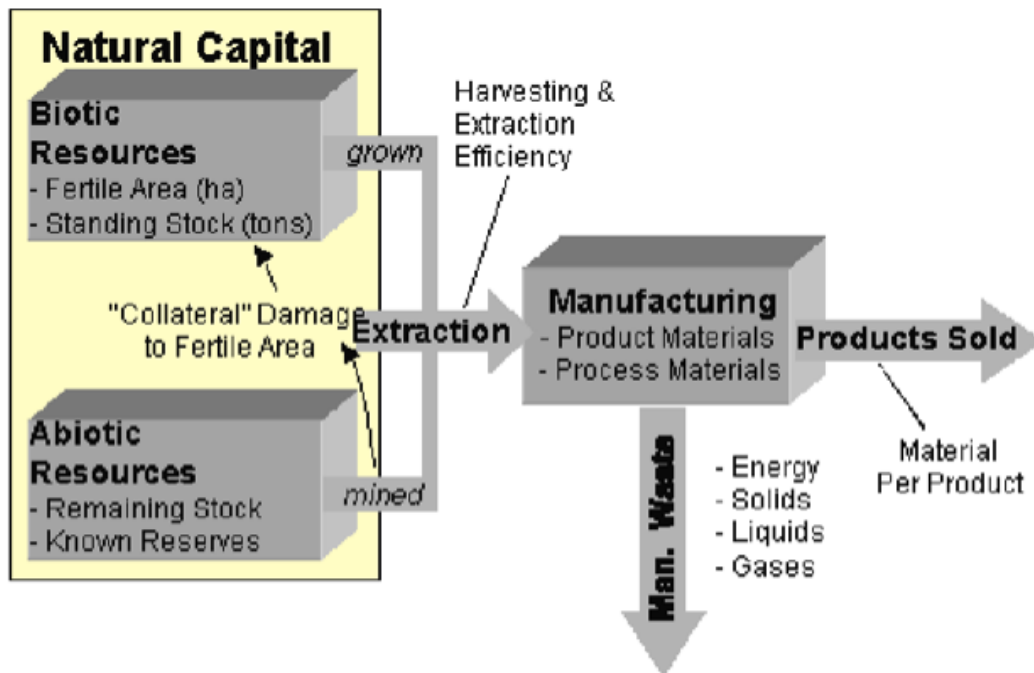 Natural Capital
Biotic
Resources
- Fertile Area (ha)
- Standing Stock (tons)
grown
Harvesting &
Extraction
Efficiency
"Collateral" Damage
to Fertile Area
Extraction
Manufacturing
- Product Materials
- Process Materials
Products Sold
Material
Per Product
Abiotic
Resources
- Remaining Stock
- Known Reserves
mined
Man. Waste
- Energy
- Solids
- Liquids
- Gases